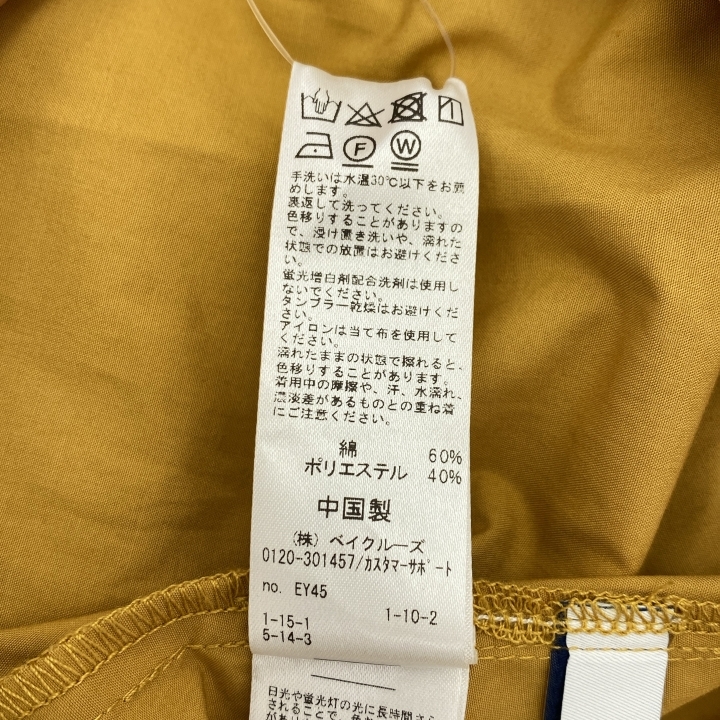 F W
手洗いは水温30℃以下をお薦
めします。
裏返して洗ってください。
色移りすることがありますの
で、浸け置き洗いや、濡れた
状態での放置はお避けくださ
い。
蛍光増白剤配合洗剤は使用し
ないでください。
タンブラー乾燥はお避けくだ
さい。
アイロンは当て布を使用して
ください。
濡れたままの状態で擦れると、
色移りすることがあります。
着用中の摩擦や、汗、水濡れ、
濃淡差があるものとの重ね着
にご注意ください。
綿 60%
ポリエステル 40%
中国製
(株) ベイクルーズ
0120-301457/カスタマーサポート
no. EY45
1-15-1 1-10-2
5-14-3
日光や蛍光灯の光に長時間さら
されることで、色